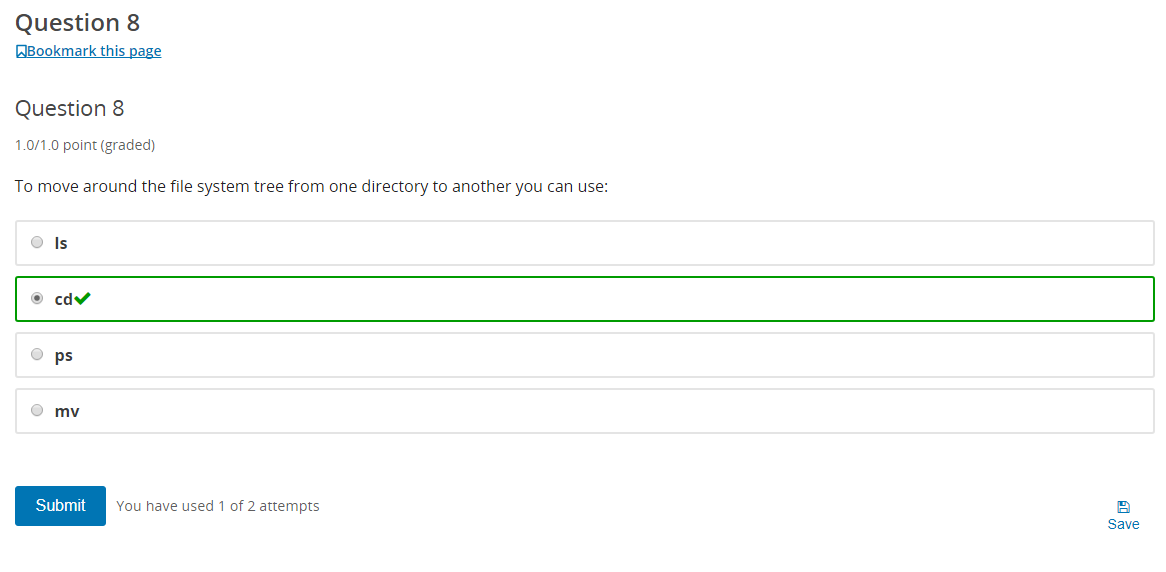 Question 8
Bookmark this page
Question 8
1.0/1.0 point (graded)
To move around the file system tree from one directory to another you can use:
ls
cd
ps
mv
Submit You have used 1 of 2 attempts
Save